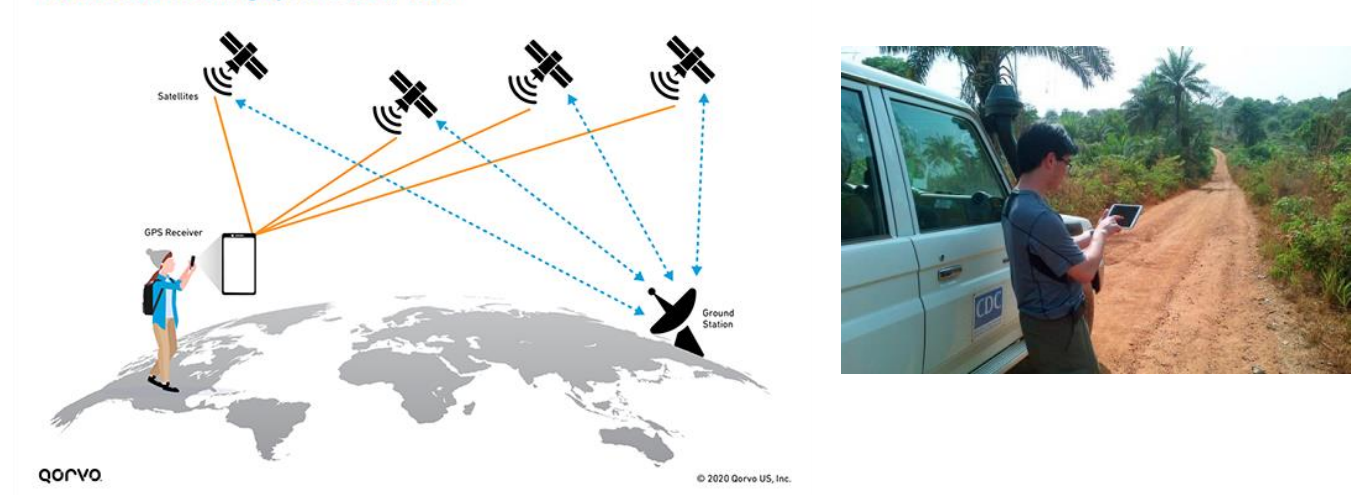 Satellites
GPS Receiver
Ground
Station
QORVO
© 2020 Qorvo US, Inc.
CDC